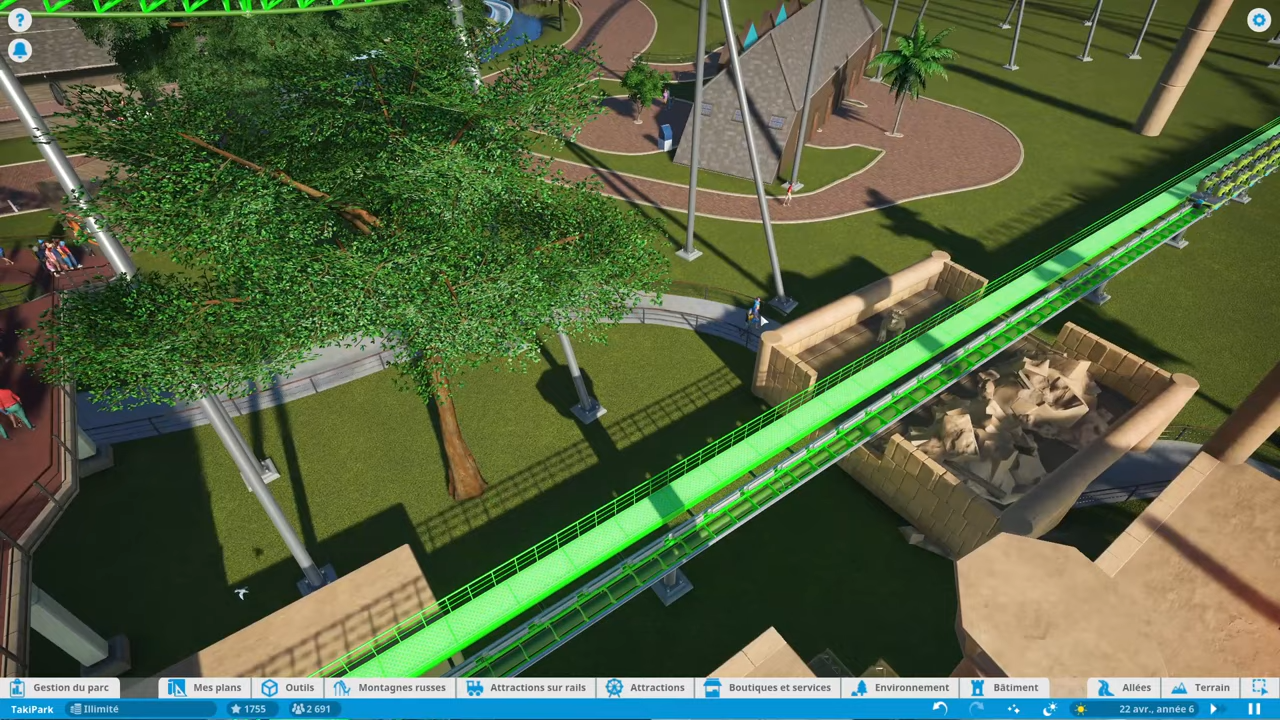 ?
Gestion du parc
Mes plans
Outils
Montagnes russes
Attractions sur rails
Attractions
Boutiques et services
Environnement
Bâtiment
Allées
Terrain
TakiPark
Illimité
1755
2 691
22 avr., année 6